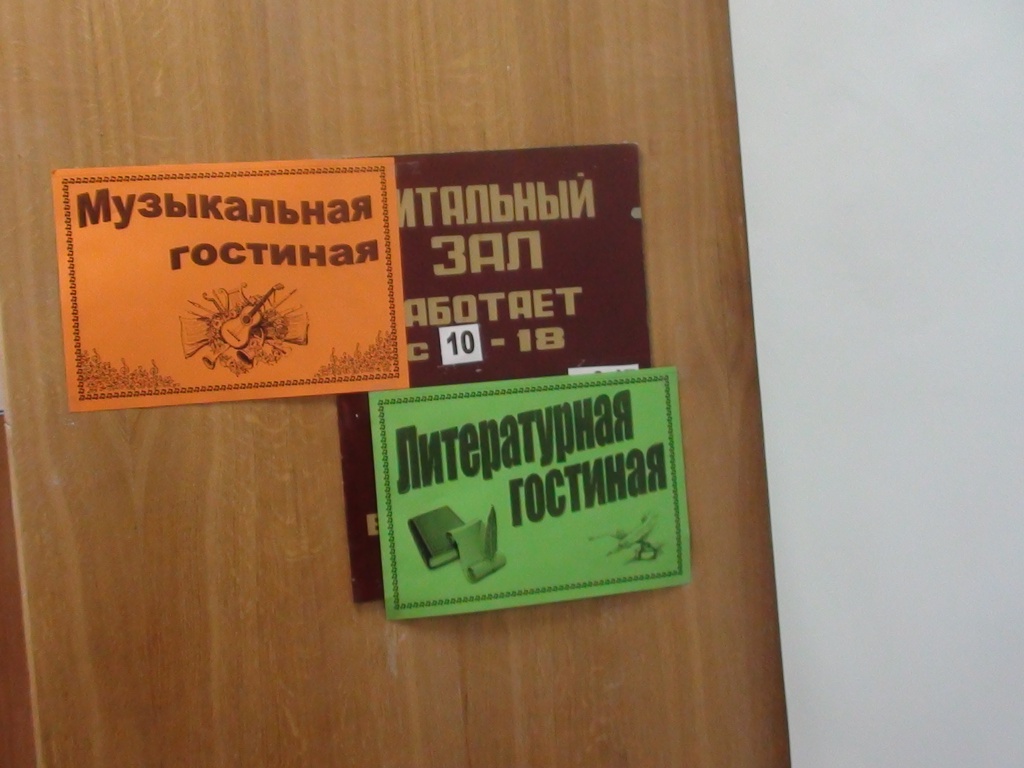 Музыкальная
гостиная
ИТАЛЬНЫЙ
ЗАЛ
АБОТАЕТ
с 10 - 18
Литературная
гостиная